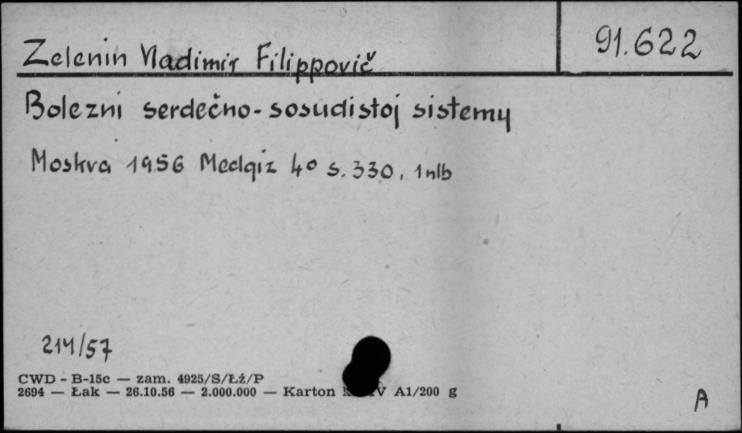 Zelenin Vladimir Filippovič
91.622
Bolezni serdečno-sosudistoj sistemy
Moskva 1956 Medgiz 4° s. 330, 1 nlb
214/57
CWD - B-15c — zam. 4925/S/Łź/P
2694 — Łak — 26.10.56 — 2.000.000 — Karton A1/200 g
A